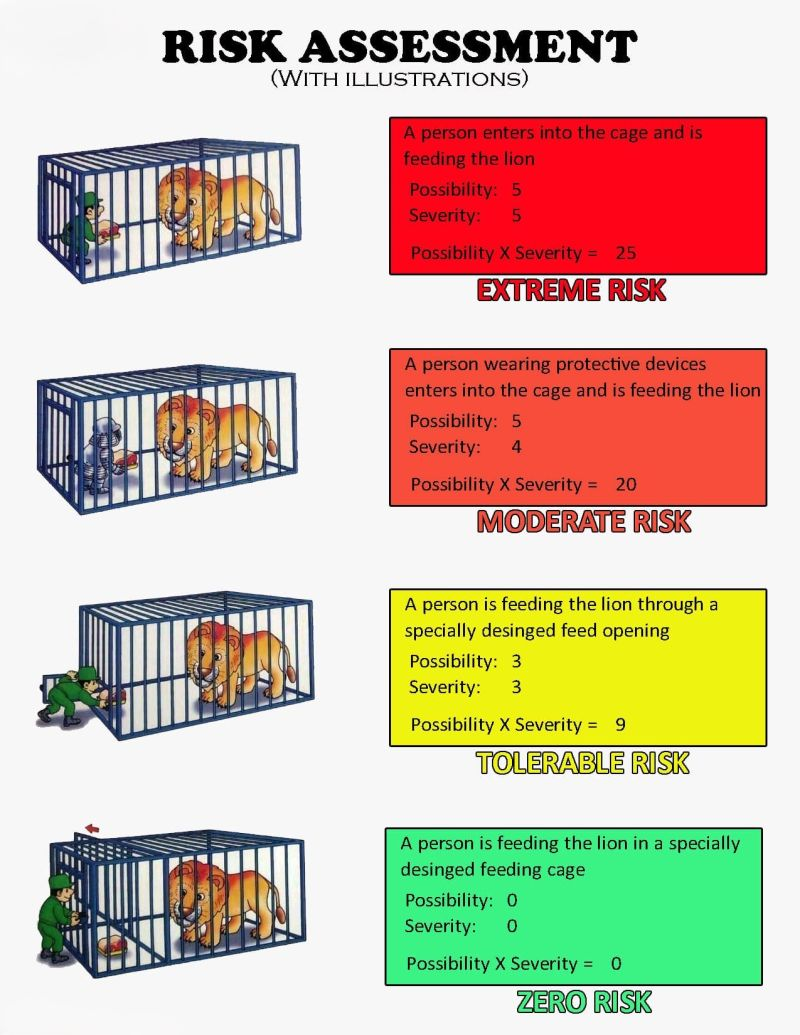 RISK ASSESSMENT
(WITH ILLUSTRATIONS)
A person enters into the cage and is
feeding the lion
Possibility: 5
Severity: 5
Possibility X Severity = 25
EXTREME RISK
A person wearing protective devices
enters into the cage and is feeding the lion
Possibility: 5
Severity: 4
Possibility X Severity = 20
MODERATE RISK
A person is feeding the lion through a
specially desinged feed opening
Possibility: 3
Severity: 3
Possibility X Severity = 9
TOLERABLE RISK
A person is feeding the lion in a specially
desinged feeding cage
Possibility: 0
Severity: 0
Possibility X Severity = 0
ZERO RISK